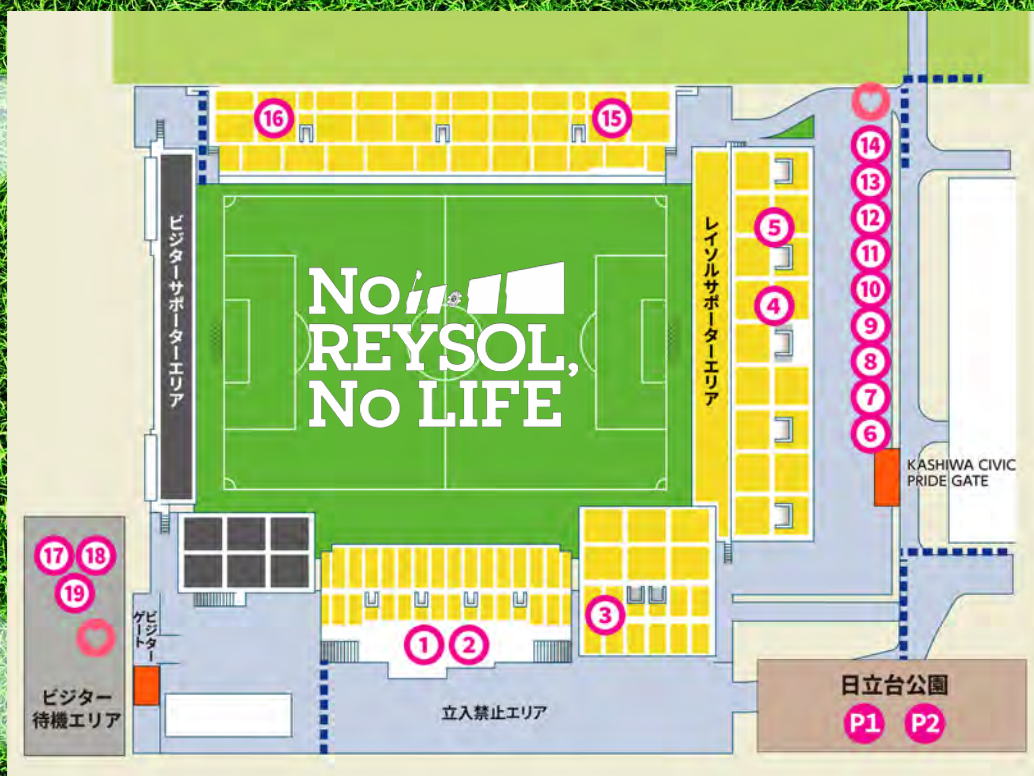 16
15
14
13
12
11
10
9
8
7
6
5
4
ビジターサポーターエリア
レイソルサポーターエリア
No
REYSOL,
No LIFE
KASHIWA CIVIC
PRIDE GATE
17
18
19
ビジター
ゲート
3
1
2
ビジター
待機エリア
立入禁止エリア
日立台公園
P1
P2